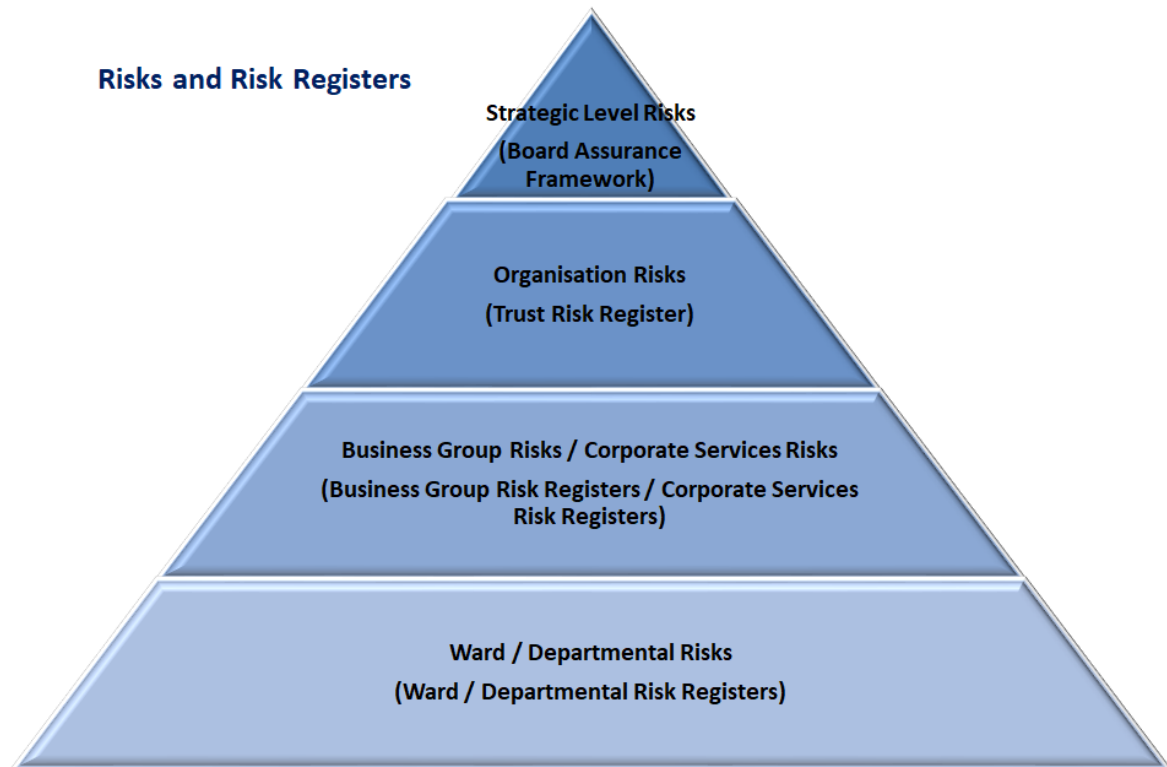 Risks and Risk Registers
Strategic Level Risks
(Board Assurance
Framework)
Organisation Risks
(Trust Risk Register)
Business Group Risks / Corporate Services Risks
(Business Group Risk Registers / Corporate Services
Risk Registers)
Ward / Departmental Risks
(Ward / Departmental Risk Registers)